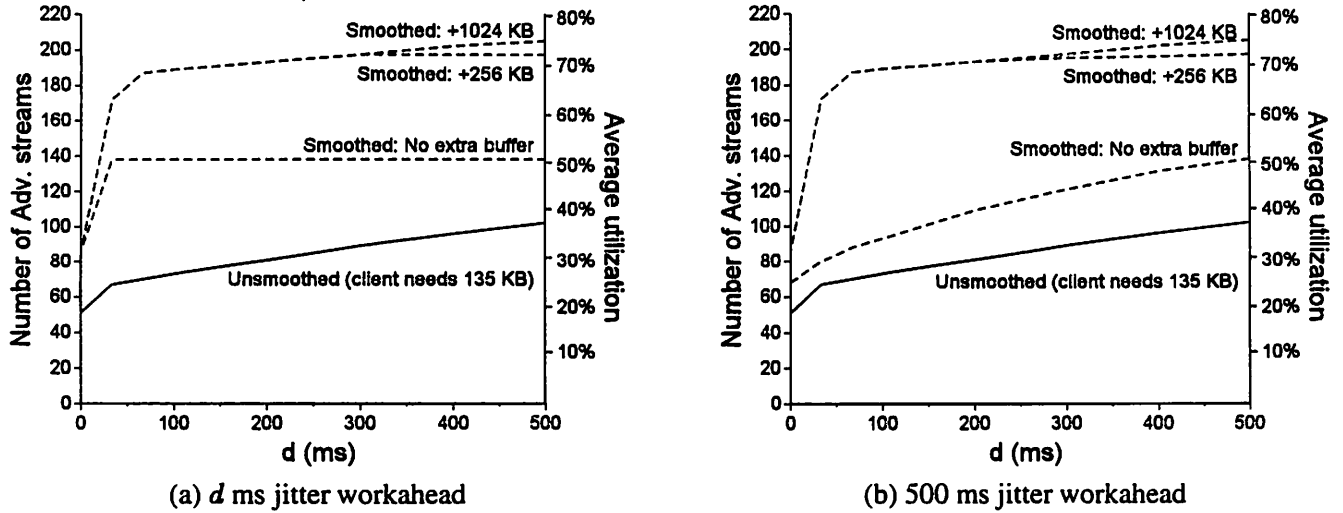 220
200
180
160
140
120
100
80
60
40
20
0
Number of Adv. streams
80%
70%
60%
50%
40%
30%
20%
10%
Average utilization
Smoothed: +1024 KB
Smoothed: +256 KB
Smoothed: No extra buffer
Unsmoothed (client needs 135 KB)
0 100 200 300 400 500
d (ms)
(a) d ms jitter workahead
220
200
180
160
140
120
100
80
60
40
20
0
Number of Adv. streams
80%
70%
60%
50%
40%
30%
20%
10%
Average utilization
Smoothed: +1024 KB
Smoothed: +256 KB
Smoothed: No extra buffer
Unsmoothed (client needs 135 KB)
0 100 200 300 400 500
d (ms)
(b) 500 ms jitter workahead